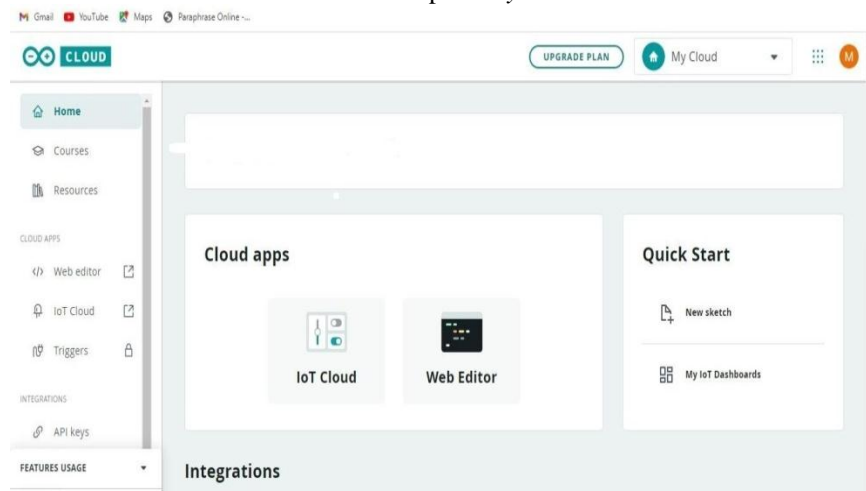 Gmail YouTube Maps Paraphrase Online -...
CLOUD UPGRADE PLAN My Cloud M
Home
Courses
Resources
CLOUD APPS
Web editor
IoT Cloud
Triggers
INTEGRATIONS
API keys
FEATURES USAGE
Cloud apps
IoT Cloud Web Editor
Quick Start
New sketch
My IoT Dashboards
Integrations